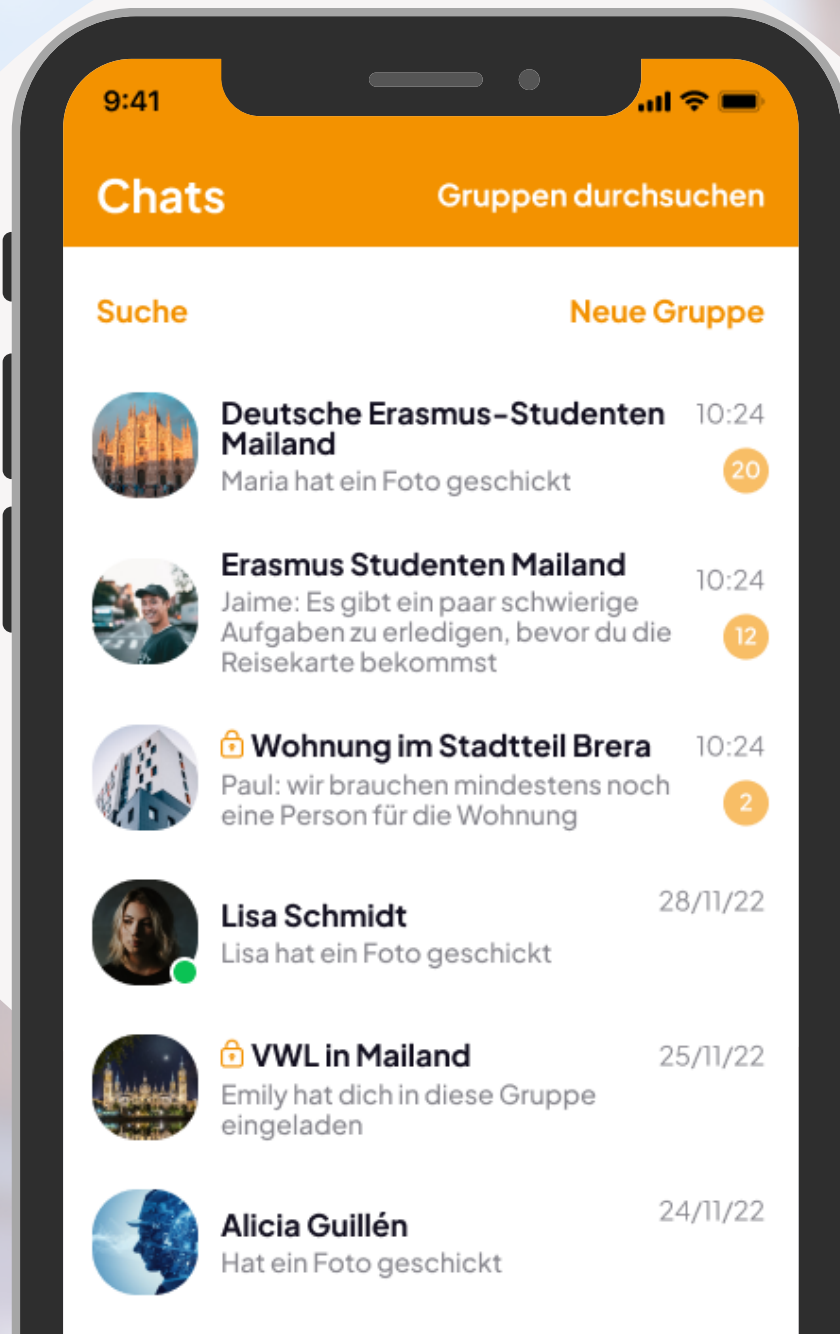 9:41
Chats
Gruppen durchsuchen
Suche
Neue Gruppe
Deutsche Erasmus-Studenten
Mailand
10:24
Maria hat ein Foto geschickt
20
Erasmus Studenten Mailand
10:24
Jaime: Es gibt ein paar schwierige
Aufgaben zu erledigen, bevor du die
Reisekarte bekommst
12
Wohnung im Stadtteil Brera
10:24
Paul: wir brauchen mindestens noch
eine Person für die Wohnung
2
Lisa Schmidt
28/11/22
Lisa hat ein Foto geschickt
VWL in Mailand
25/11/22
Emily hat dich in diese Gruppe
eingeladen
Alicia Guillén
24/11/22
Hat ein Foto geschickt